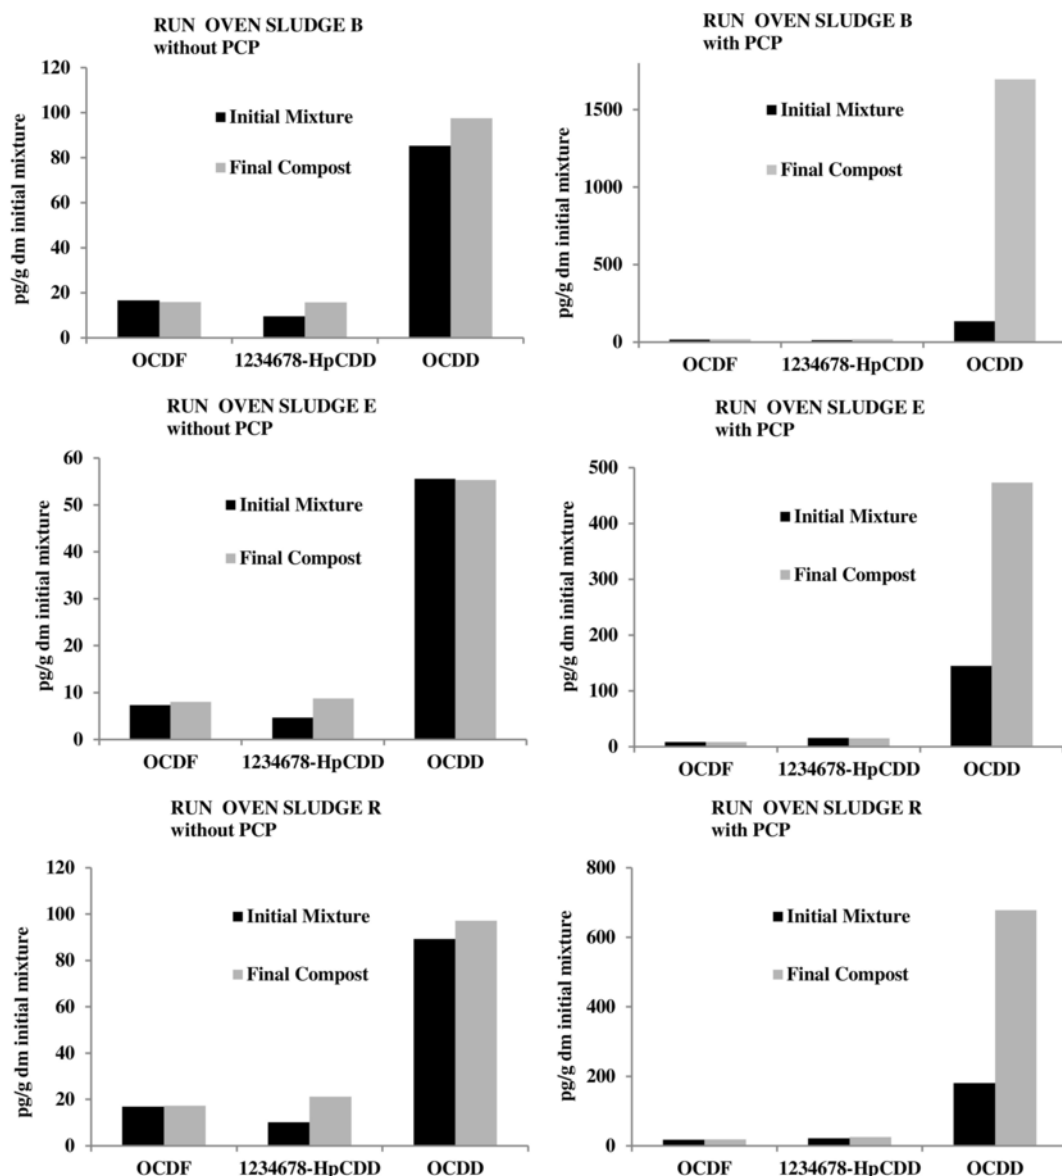 RUN OVEN SLUDGE B
without PCP
120
100
80
60
40
20
0
pg/g dm initial mixture
Initial Mixture
Final Compost
OCDF 1234678-HpCDD OCDD
RUN OVEN SLUDGE B
with PCP
1500
1000
500
0
pg/g dm initial mixture
Initial Mixture
Final Compost
OCDF 1234678-HpCDD OCDD
RUN OVEN SLUDGE E
without PCP
60
50
40
30
20
10
0
pg/g dm initial mixture
Initial Mixture
Final Compost
OCDF 1234678-HpCDD OCDD
RUN OVEN SLUDGE E
with PCP
500
400
300
200
100
0
pg/g dm initial mixture
Initial Mixture
Final Compost
OCDF 1234678-HpCDD OCDD
RUN OVEN SLUDGE R
without PCP
120
100
80
60
40
20
0
pg/g dm initial mixture
Initial Mixture
Final Compost
OCDF 1234678-HpCDD OCDD
RUN OVEN SLUDGE R
with PCP
800
600
400
200
0
pg/g dm initial mixture
Initial Mixture
Final Compost
OCDF 1234678-HpCDD OCDD